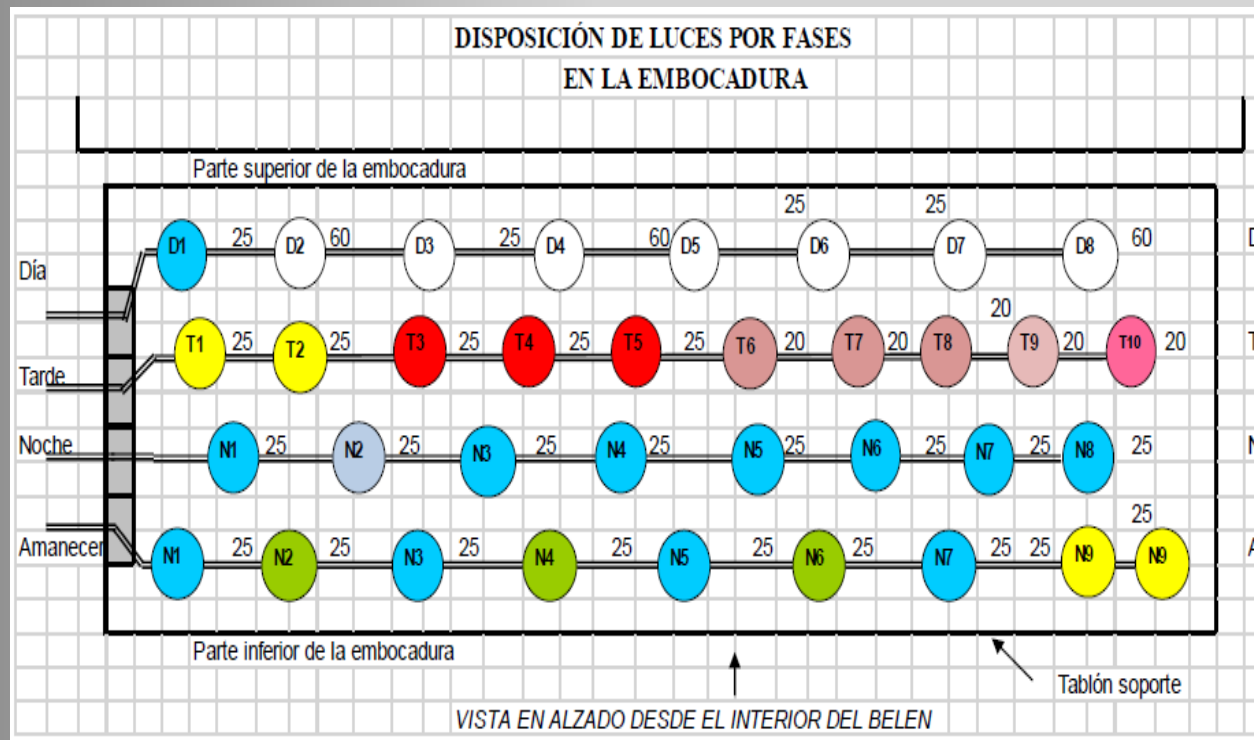 DISPOSICIÓN DE LUCES POR FASES
EN LA EMBOCADURA
Parte superior de la embocadura
25 25
D1 25 D2 60 D3 25 D4 60 D5 25 D6 D7 D8 60 D
Día
20
T1 25 T2 25 T3 25 T4 25 T5 25 T6 20 T7 20 T8 T9 20 T10 20 T
Tarde
Noche N1 25 N2 25 N3 25 N4 25 N5 25 N6 25 N7 25 N8 25 N
25
Amanecer N1 25 N2 25 N3 25 N4 25 N5 25 N6 25 N7 25 25 N9 N9 A
Parte inferior de la embocadura
Tablón soporte
VISTA EN ALZADO DESDE EL INTERIOR DEL BELEN